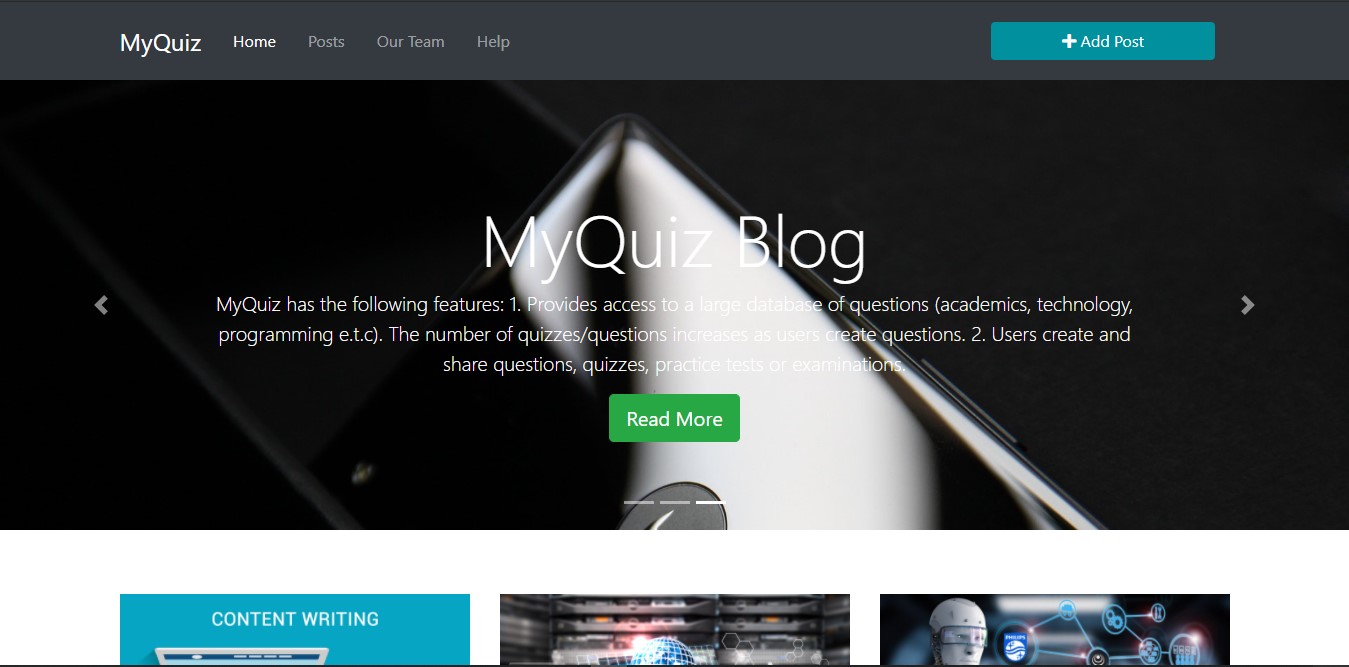 MyQuiz Home Posts Our Team Help Add Post
MyQuiz Blog
MyQuiz has the following features: 1. Provides access to a large database of questions (academics, technology,
programming e.t.c). The number of quizzes/questions increases as users create questions. 2. Users create and
share questions, quizzes, practice tests or examinations.
Read More
CONTENT WRITING
PHILIPS